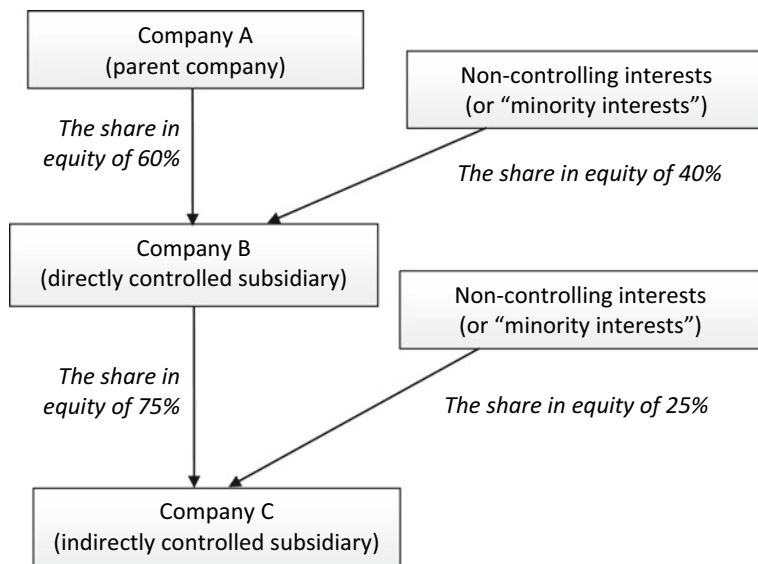 Company A
(parent company)
Non-controlling interests
(or “minority interests”)
The share in
equity of 60%
The share in equity of 40%
Company B
(directly controlled subsidiary)
Non-controlling interests
(or “minority interests”)
The share in
equity of 75%
The share in equity of 25%
Company C
(indirectly controlled subsidiary)